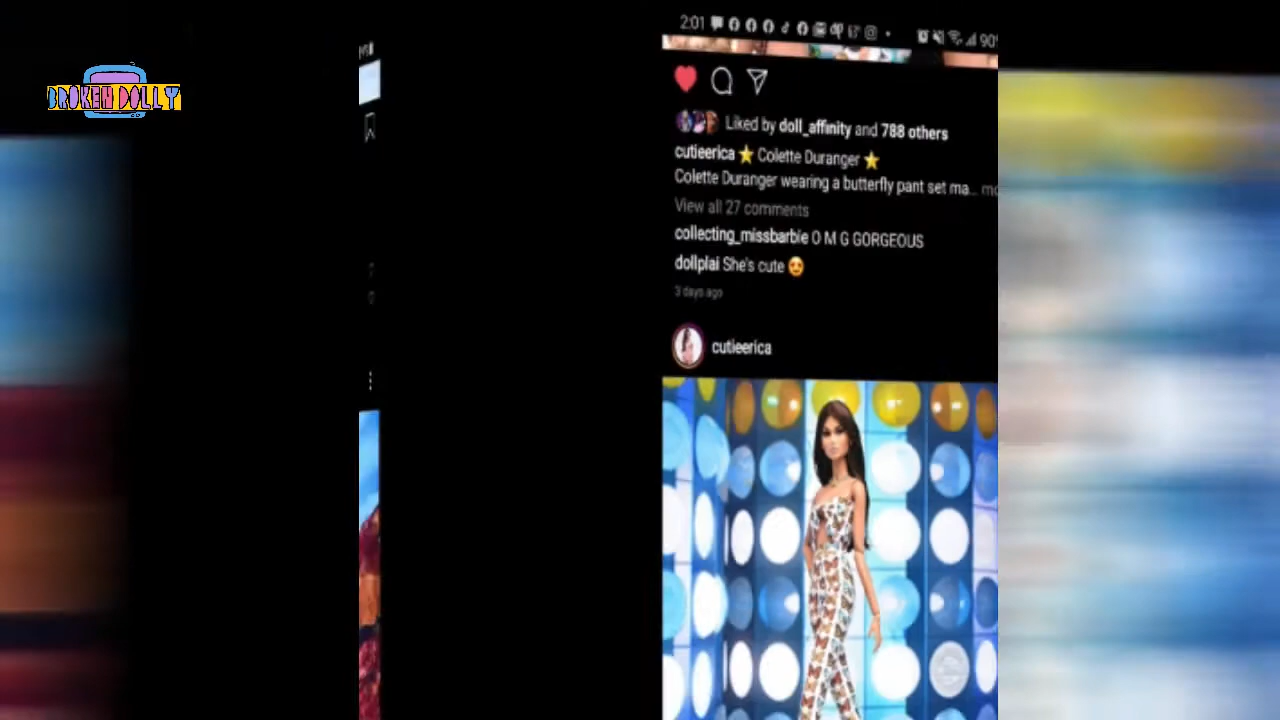 BROKEN DOLLY
2:01
90
Liked by doll_affinity and 788 others
cutieerica ⭐ Colette Duranger ⭐
Colette Duranger wearing a butterfly pant set ma...
View all 27 comments
collecting_missbarbie O M G GORGEOUS
dollplai She's cute 😍
3 days ago
cutieerica